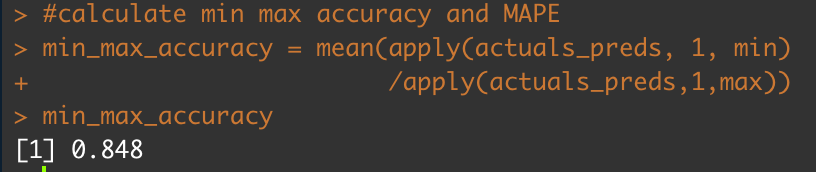 > #calculate min max accuracy and MAPE
> min_max_accuracy = mean(apply(actuals_preds, 1, min)
+                         /apply(actuals_preds,1,max))
> min_max_accuracy
[1] 0.848